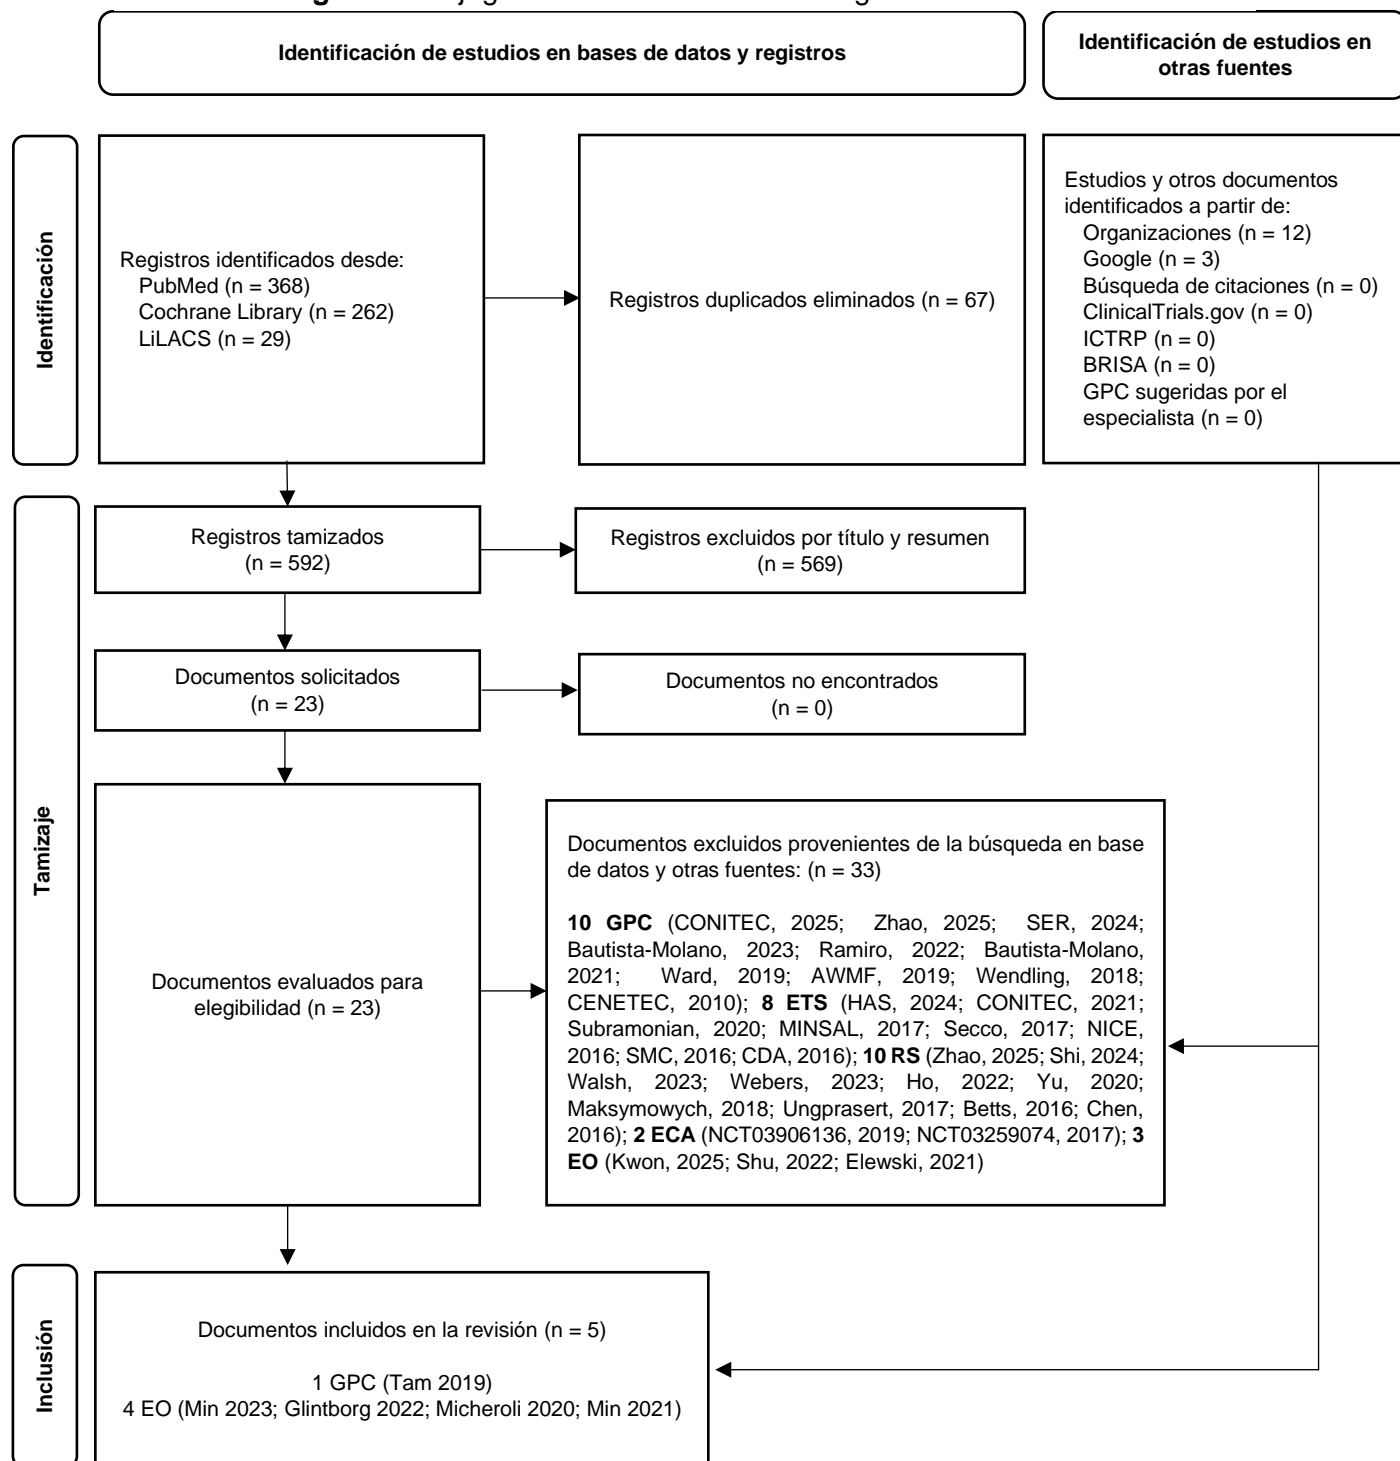 Identificación de estudios en bases de datos y registros
Identificación de estudios en
otras fuentes
Identificación
Registros identificados desde:
PubMed (n = 368)
Cochrane Library (n = 262)
LiLACS (n = 29)
Registros duplicados eliminados (n = 67)
Estudios y otros documentos
identificados a partir de:
Organizaciones (n = 12)
Google (n = 3)
Búsqueda de citaciones (n = 0)
ClinicalTrials.gov (n = 0)
ICTRP (n = 0)
BRISA (n = 0)
GPC sugeridas por el
especialista (n = 0)
Tamizaje
Registros tamizados
(n = 592)
Registros excluidos por título y resumen
(n = 569)
Documentos solicitados
(n = 23)
Documentos no encontrados
(n = 0)
Documentos evaluados para
elegibilidad (n = 23)
Documentos excluidos provenientes de la búsqueda en base
de datos y otras fuentes: (n = 33)
10 GPC (CONITEC, 2025; Zhao, 2025; SER, 2024;
Bautista-Molano, 2023; Ramiro, 2022; Bautista-Molano,
2021; Ward, 2019; AWMF, 2019; Wendling, 2018;
CENETEC, 2010); 8 ETS (HAS, 2024; CONITEC, 2021;
Subramonian, 2020; MINSAL, 2017; Secco, 2017; NICE,
2016; SMC, 2016; CDA, 2016); 10 RS (Zhao, 2025; Shi, 2024;
Walsh, 2023; Webers, 2023; Ho, 2022; Yu, 2020;
Maksymowych, 2018; Ungprasert, 2017; Betts, 2016; Chen,
2016); 2 ECA (NCT03906136, 2019; NCT03259074, 2017); 3
EO (Kwon, 2025; Shu, 2022; Elewski, 2021)
Inclusión
Documentos incluidos en la revisión (n = 5)
1 GPC (Tam 2019)
4 EO (Min 2023; Glintborg 2022; Micheroli 2020; Min 2021)